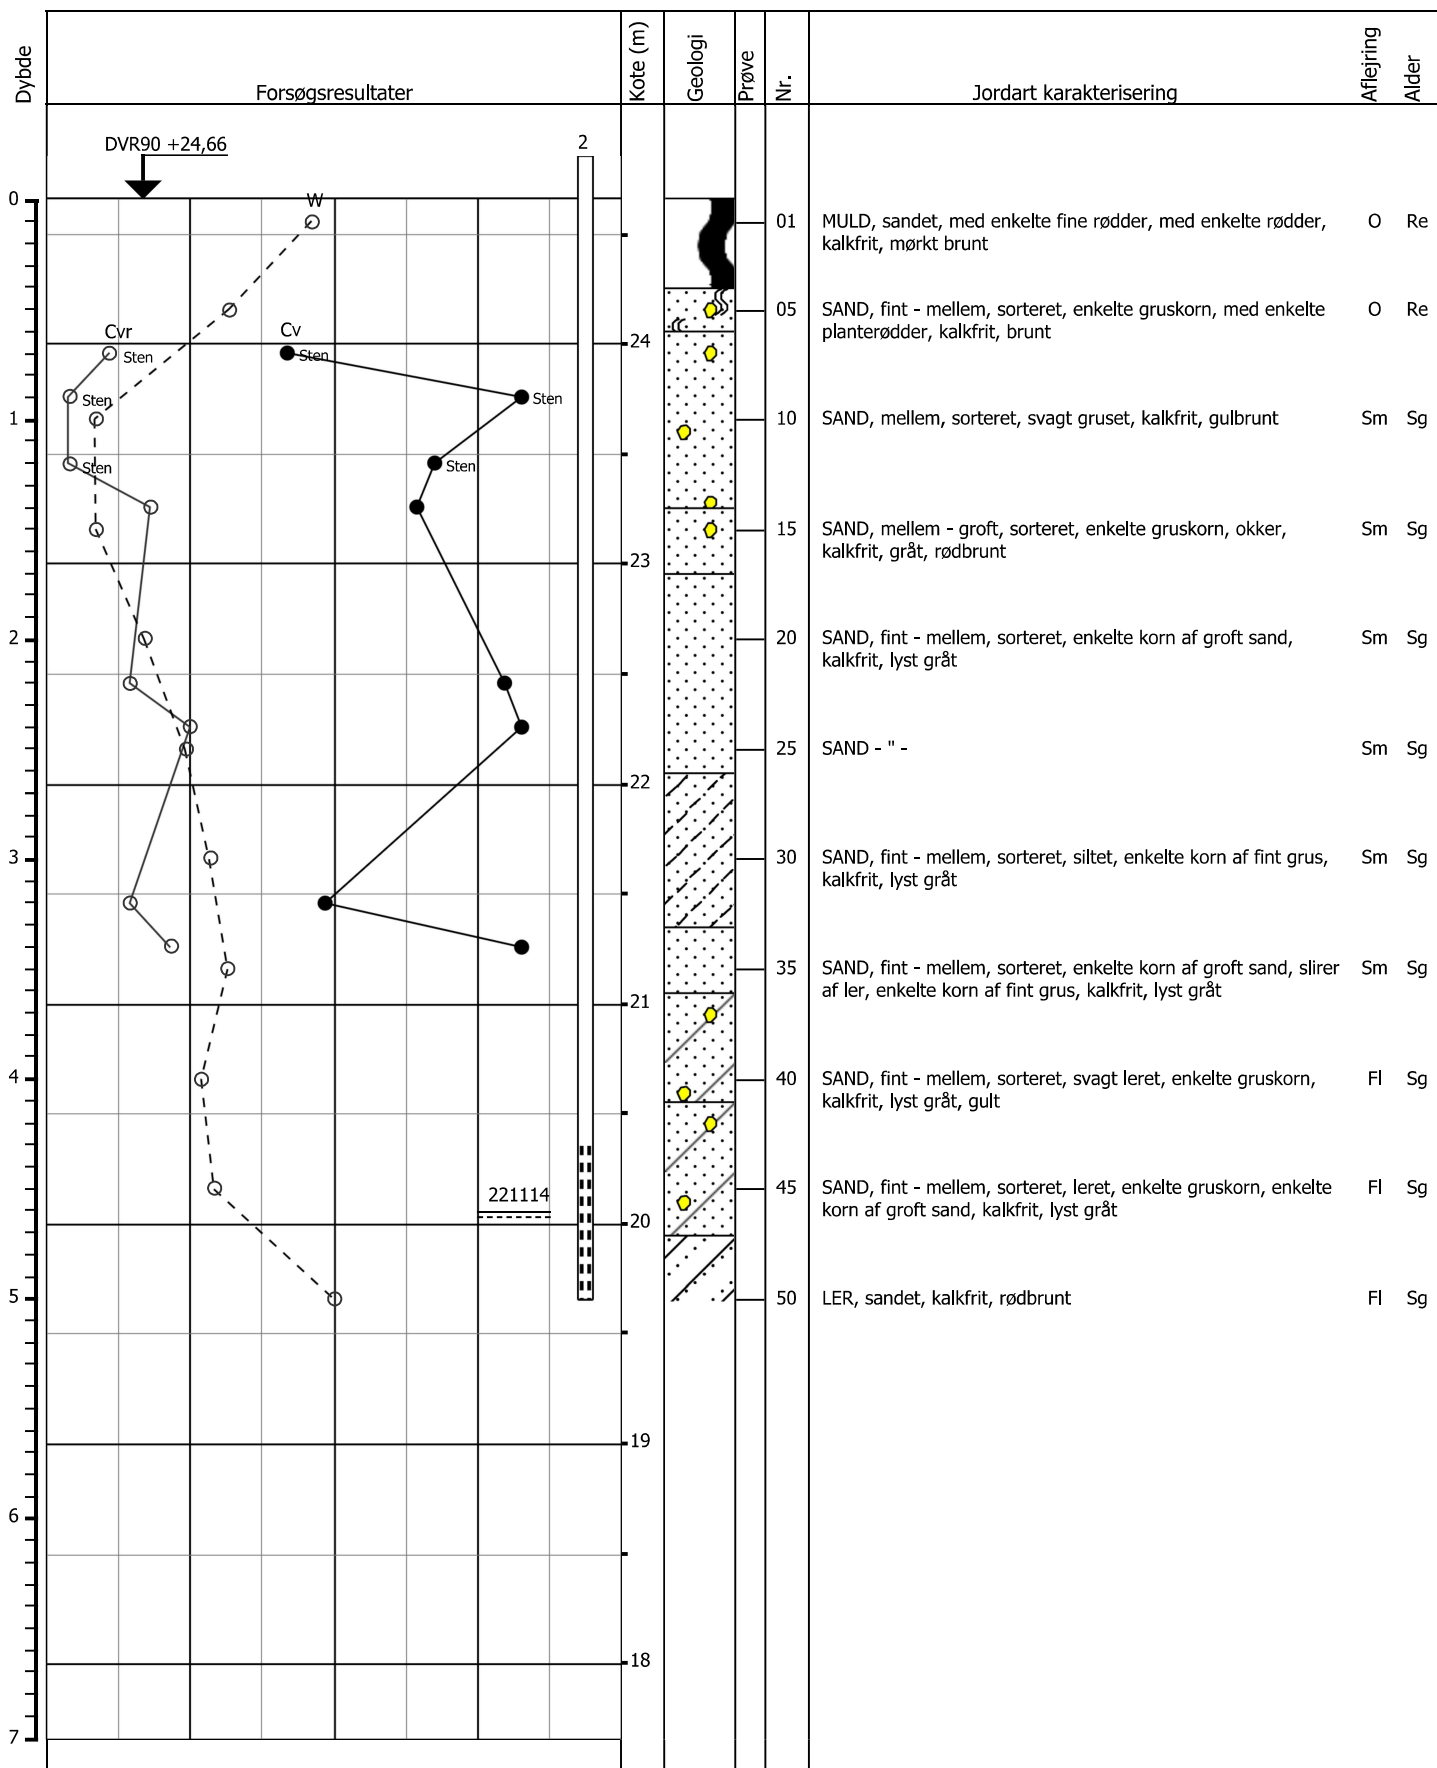 Dybde
Forsøgsresultater
Kote (m)
Geologi
Prøve
Nr.
Jordart karakterisering
Aflejring
Alder
DVR90 +24,66
2
0
W
01 MULD, sandet, med enkelte fine rødder, med enkelte rødder, O Re
kalkfrit, mørkt brunt
05 SAND, fint - mellem, sorteret, enkelte gruskorn, med enkelte O Re
planterødder, kalkfrit, brunt
Cvr
Cv
24
Sten
Sten
Sten
Sten
1
10 SAND, mellem, sorteret, svagt gruset, kalkfrit, gulbrunt Sm Sg
Sten
Sten
15 SAND, mellem - groft, sorteret, enkelte gruskorn, okker, Sm Sg
kalkfrit, gråt, rødbrunt
23
2
20 SAND, fint - mellem, sorteret, enkelte korn af groft sand, Sm Sg
kalkfrit, lyst gråt
25 SAND - " - Sm Sg
22
3
30 SAND, fint - mellem, sorteret, siltet, enkelte korn af fint grus, Sm Sg
kalkfrit, lyst gråt
35 SAND, fint - mellem, sorteret, enkelte korn af groft sand, slirer Sm Sg
af ler, enkelte korn af fint grus, kalkfrit, lyst gråt
21
4
40 SAND, fint - mellem, sorteret, svagt leret, enkelte gruskorn, Fl Sg
kalkfrit, lyst gråt, gult
45 SAND, fint - mellem, sorteret, leret, enkelte gruskorn, enkelte Fl Sg
korn af groft sand, kalkfrit, lyst gråt
221114
20
5
50 LER, sandet, kalkfrit, rødbrunt Fl Sg
19
6
18
7